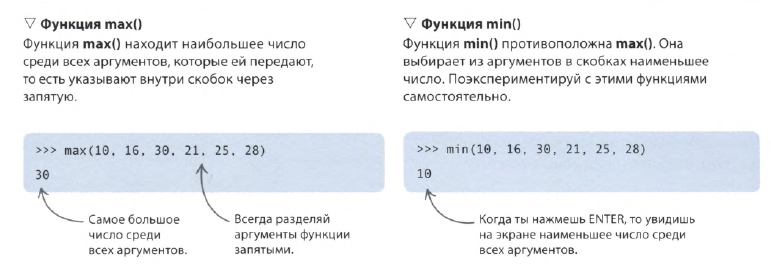 ▽ Функция max()
Функция max() находит наибольшее число
среди всех аргументов, которые ей передают,
то есть указывают внутри скобок через
запятую.
>>> max(10, 16, 30, 21, 25, 28)
30
Самое большое
число среди
всех аргументов.
Всегда разделяй
аргументы функции
запятыми.
▽ Функция min()
Функция min() противоположна max(). Она
выбирает из аргументов в скобках наименьшее
число. Поэкспериментируй с этими функциями
самостоятельно.
>>> min(10, 16, 30, 21, 25, 28)
10
Когда ты нажмешь ENTER, то увидишь
на экране наименьшее число среди
всех аргументов.